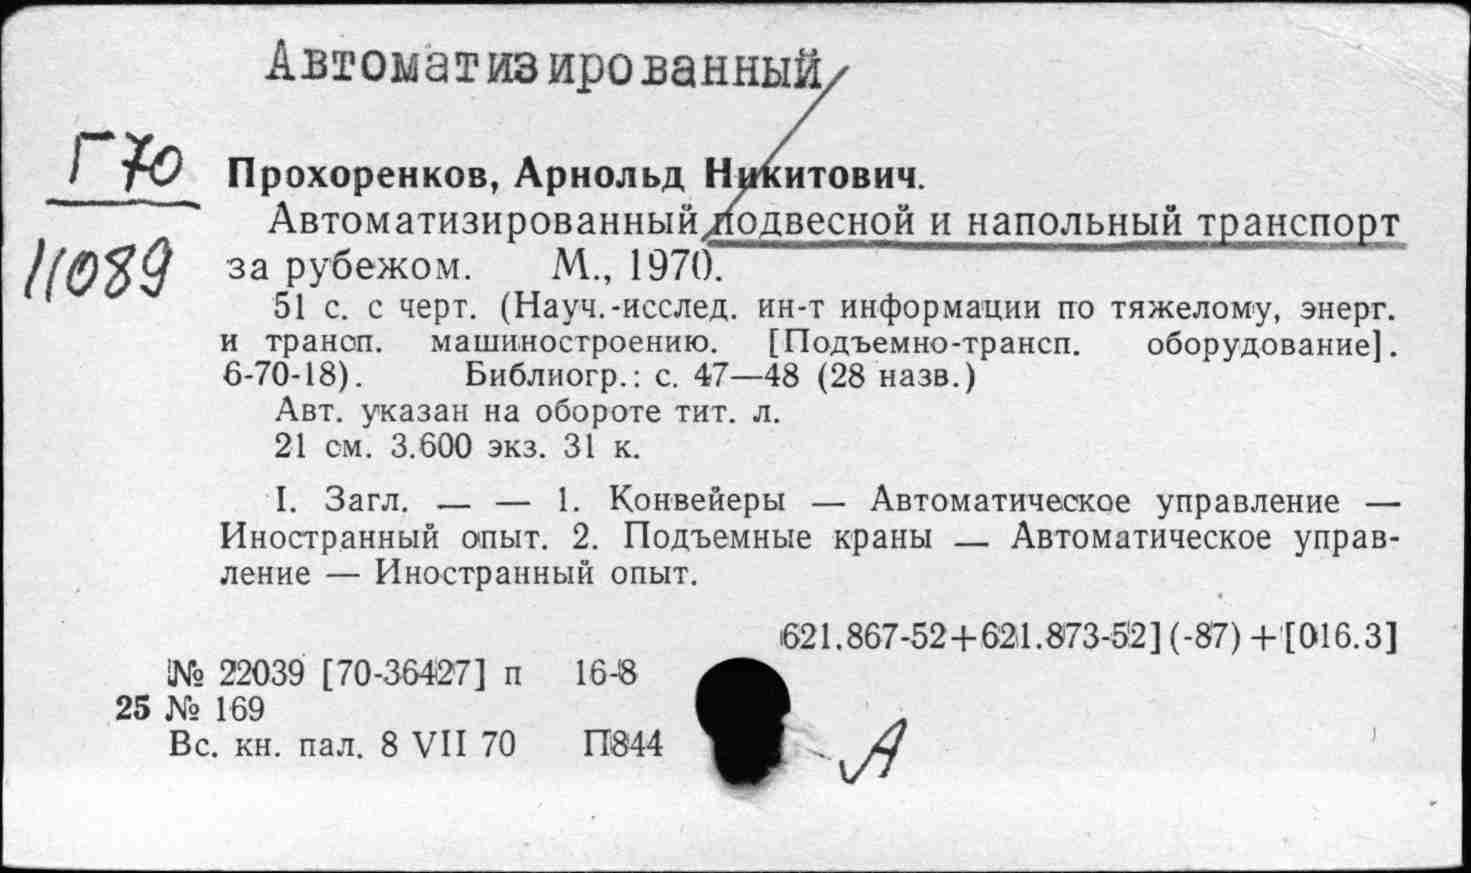 Автоматизированный/
Г70
11089
Прохоренков, Арнольд Никитович.
Автоматизированный подвесной и напольный транспорт
за рубежом. М., 1970.
51 с. с черт. (Науч.-исслед. ин-т информации по тяжелому, энерг.
и трансп. машиностроению. [Подъемно-трансп. оборудование].
6-70-18). Библиогр.: с. 47—48 (28 назв.)
Авт. указан на обороте тит. л.
21 см. 3.600 экз. 31 к.
I. Загл. — — 1. Конвейеры — Автоматическое управление —
Иностранный опыт. 2. Подъемные краны — Автоматическое управ-
ление — Иностранный опыт.
621.867-52+621.873-52] (-87) + [016.3]
№ 22039 [70-36427] п 16-8
25 № 169
Вс. кн. пал. 8 VII 70 П844
А